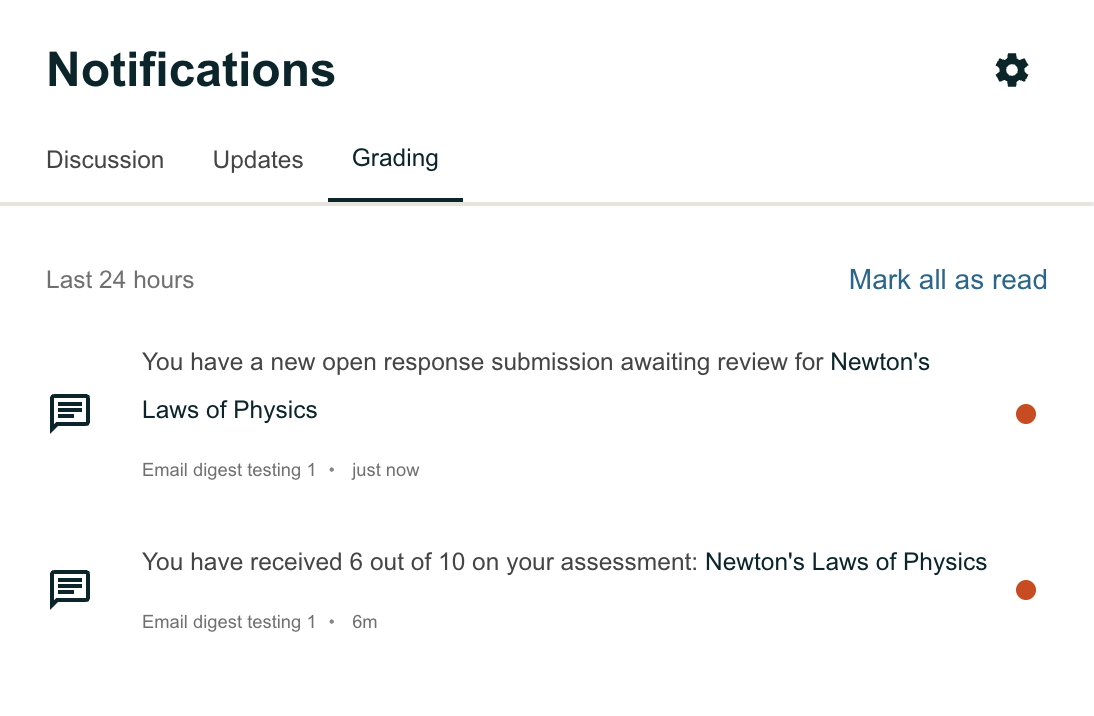 Notifications
Discussion Updates Grading
Last 24 hours Mark all as read
You have a new open response submission awaiting review for Newton's
Laws of Physics
Email digest testing 1 • just now
You have received 6 out of 10 on your assessment: Newton's Laws of Physics
Email digest testing 1 • 6m